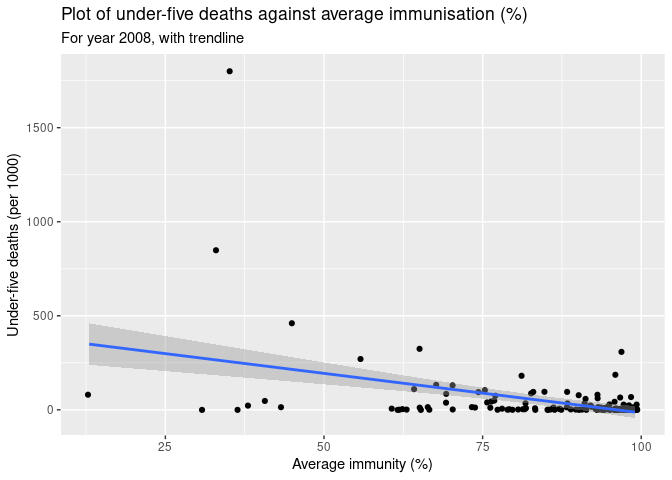 Plot of under-five deaths against average immunisation (%)
For year 2008, with trendline
Under-five deaths (per 1000)
1500
1000
500
0
25
50
75
100
Average immunity (%)